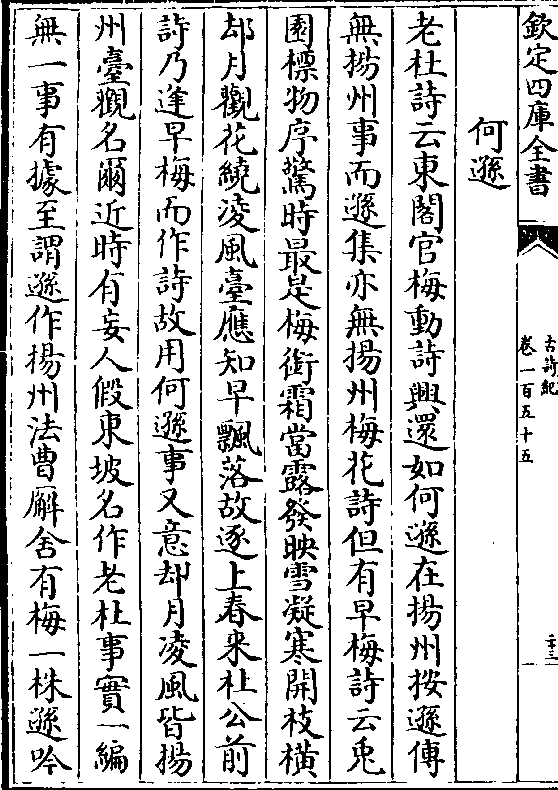 欽定四庫全書
古詩紀
卷一百五十五
二十三
何遜
老杜詩云東閣官梅動詩興還如何遜在揚州按遜傳
無揚州事而遜集亦無揚州梅花詩但有早梅詩云兎
園標物序驚時最是梅銜霜當露發映雪凝寒開枝横
却月觀花繞凌風臺應知早飄落故逐上春来杜公前
詩乃逢早梅而作詩故用何遜事又意却月凌風皆揚
州臺觀名爾近時有妄人假東坡名作老杜事實一編
無一事有據至謂遜作楊州法曹廨舍有梅一株遜吟